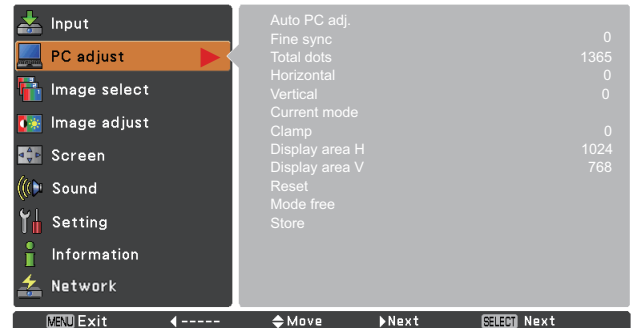 Input
PC adjust
Image select
Image adjust
Screen
Sound
Setting
Information
Network
Auto PC adj.
Fine sync 0
Total dots 1365
Horizontal 0
Vertical 0
Current mode
Clamp 0
Display area H 1024
Display area V 768
Reset
Mode free
Store
MENU Exit ----- Move Next SELECT Next